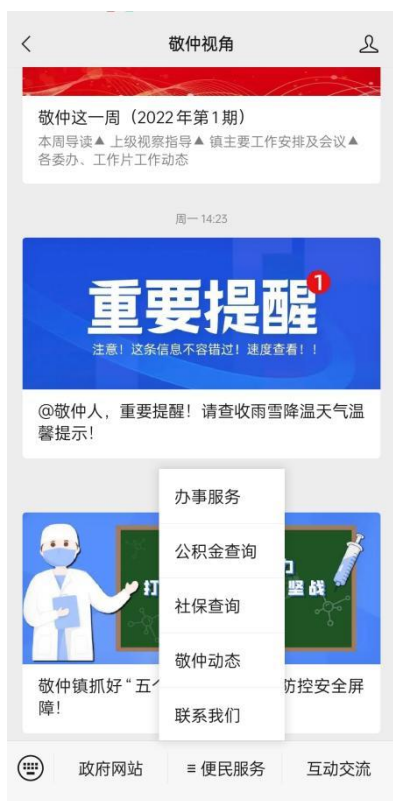 敬仲视角
敬仲这一周（2022年第1期）
本周导读▲ 上级视察指导▲ 镇主要工作安排及会议▲
各委办、工作片工作动态
周一 14:23
重要提醒
1
注意！这条信息不容错过！速度查看！！
@敬仲人，重要提醒！请查收雨雪降温天气温
馨提示！
办事服务
公积金查询
社保查询
敬仲动态
联系我们
力
打
坚战
敬仲镇抓好“五个
防控安全屏
障！
政府网站
≡ 便民服务
互动交流